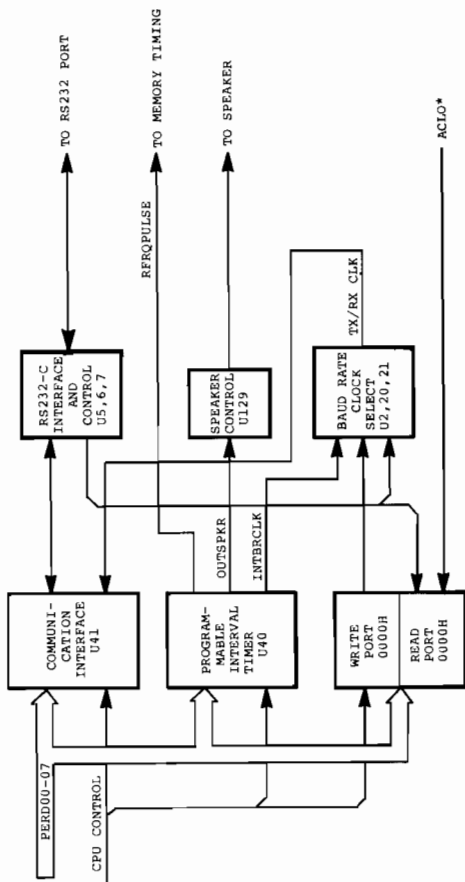 PERD00-07
CPU CONTROL
COMMUNI-
CATION
INTERFACE
U41
RS232-C
INTERFACE
AND
CONTROL
U5,6,7
TO RS232 PORT
RFRQPULSE
TO MEMORY TIMING
PROGRAM-
MABLE
INTERVAL
TIMER
U40
OUTSPKR
INTBRCLK
SPEAKER
CONTROL
U129
TO SPEAKER
WRITE
PORT
0000H
READ
PORT
0000H
BAUD RATE
CLOCK
SELECT
U2,20,21
TX/RX CLK
ACLO*